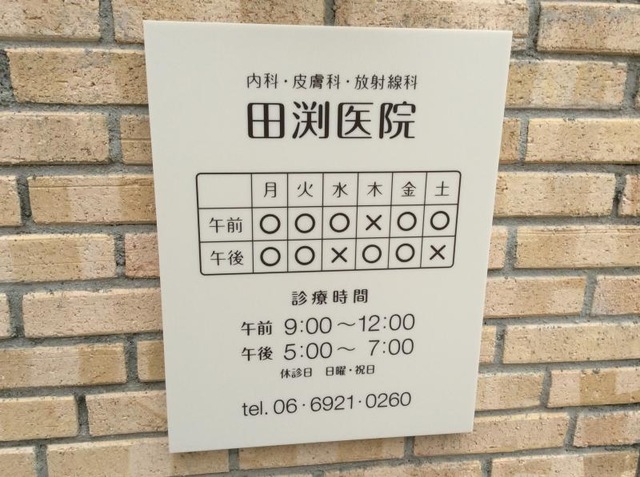 内科・皮膚科・放射線科
田渕医院
月 火 水 木 金 土
午前 ○ ○ ○ × ○ ○
午後 ○ ○ × ○ ○ ×
診療時間
午前 9:00〜12:00
午後 5:00〜 7:00
休診日 日曜・祝日
tel. 06・6921・0260